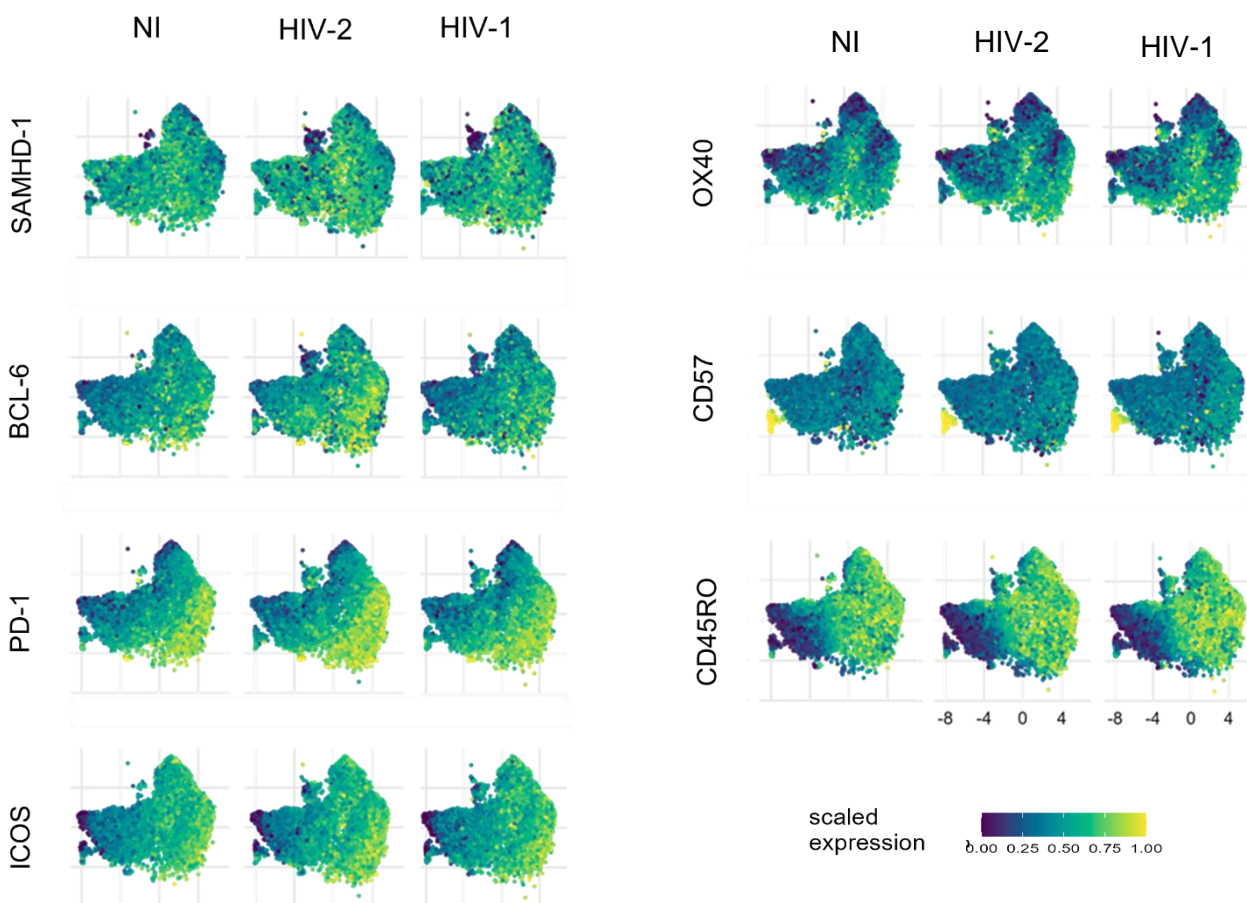 NI HIV-2 HIV-1
SAMHD-1
BCL-6
PD-1
ICOS
NI HIV-2 HIV-1
OX40
CD57
CD45RO
-8 -4 0 4 -8 -4 0 4
scaled
expression
0.00 0.25 0.50 0.75 1.00